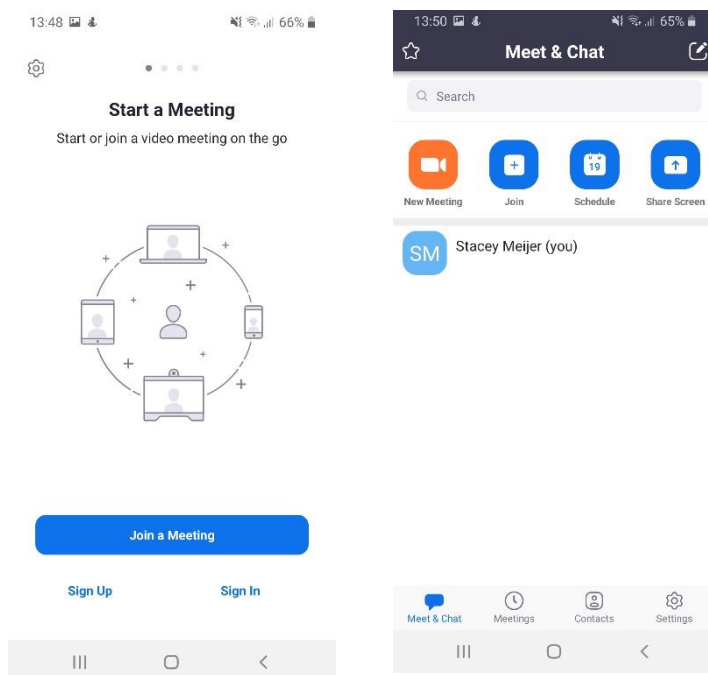 13:48
66%
Start a Meeting
Start or join a video meeting on the go
Join a Meeting
Sign Up Sign In
13:50
65%
Meet & Chat
Search
19
New Meeting Join Schedule Share Screen
SM Stacey Meijer (you)
Meet & Chat Meetings Contacts Settings